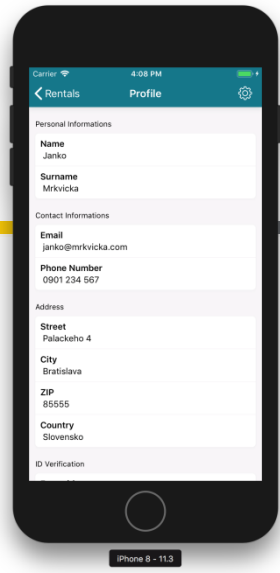 Carrier 4:08 PM
Rentals Profile
Personal Informations
Name
Janko
Surname
Mrkvicka
Contact Informations
Email
janko@mrkvicka.com
Phone Number
0901 234 567
Address
Street
Palackeho 4
City
Bratislava
ZIP
85555
Country
Slovensko
ID Verification
iPhone 8 - 11.3